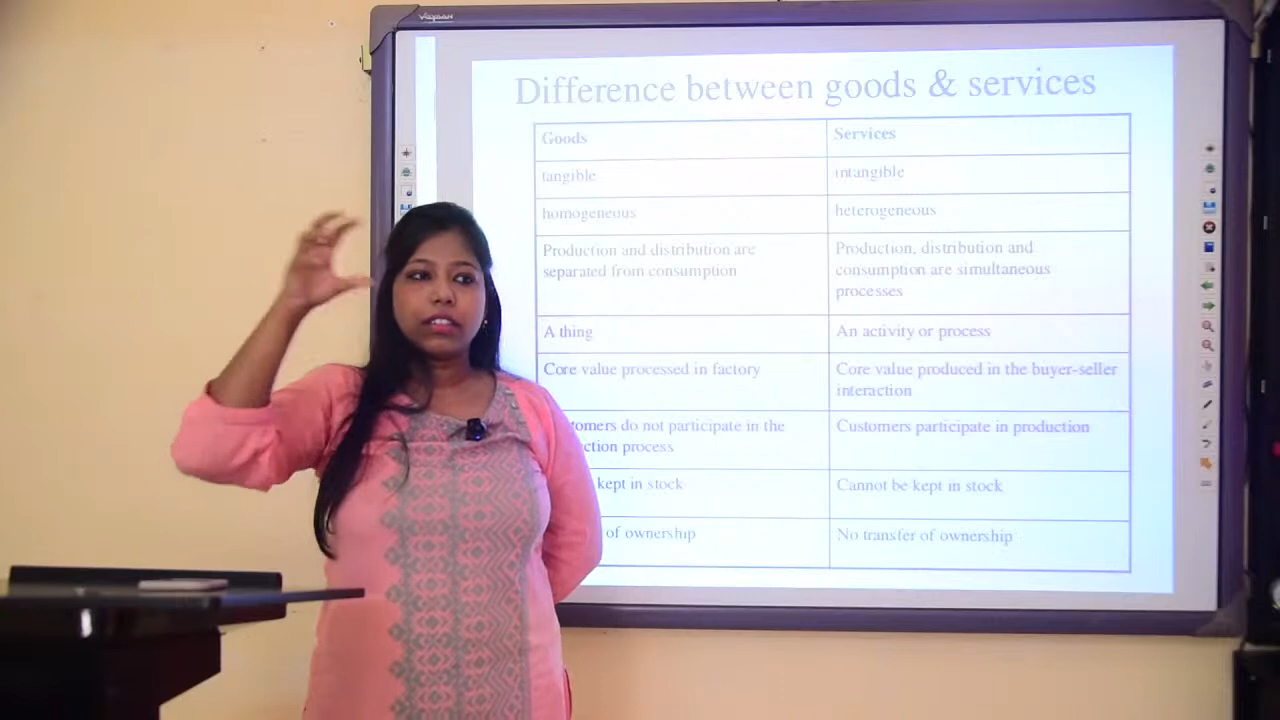 Difference between goods & services
Goods
Services
tangible
intangible
homogeneous
heterogeneous
Production and distribution are
separated from consumption
Production, distribution and
consumption are simultaneous
processes
A thing
An activity or process
Core value processed in factory
Core value produced in the buyer-seller
interaction
tomers do not participate in the
ction process
Customers participate in production
kept in stock
Cannot be kept in stock
of ownership
No transfer of ownership